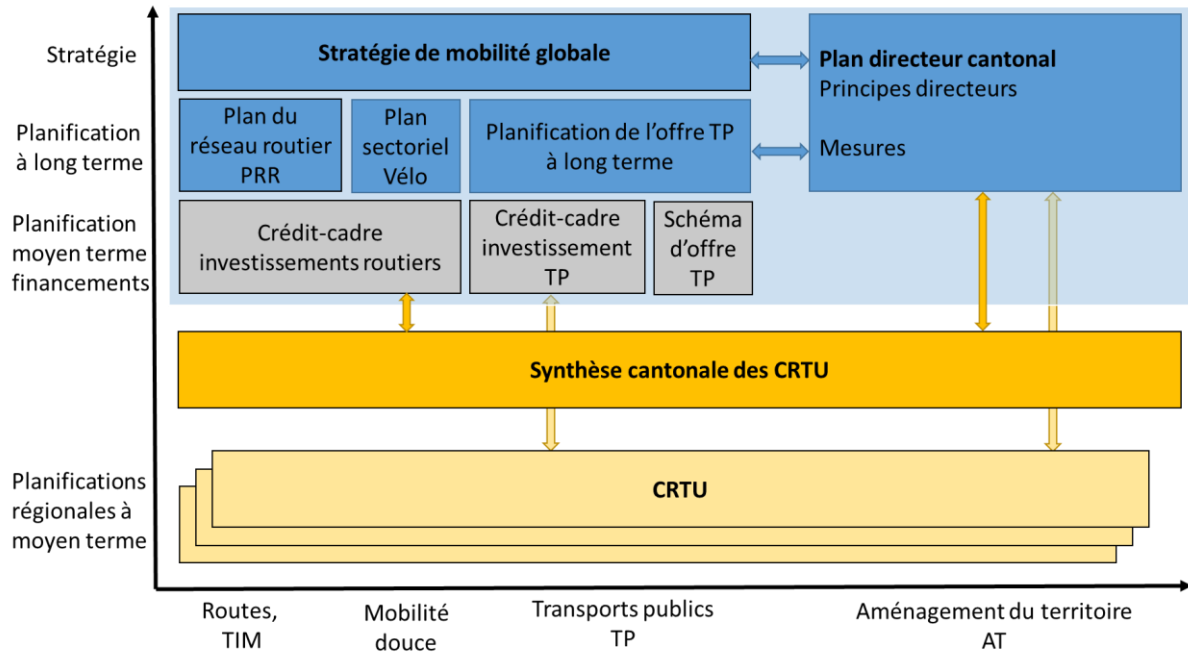 Stratégie
Stratégie de mobilité globale
Plan directeur cantonal
Principes directeurs
Mesures
Planification
à long terme
Plan du
réseau routier
PRR
Plan
sectoriel
Vélo
Planification de l’offre TP
à long terme
Planification
moyen terme
financements
Crédit-cadre
investissements routiers
Crédit-cadre
investissement
TP
Schéma
d’offre
TP
Synthèse cantonale des CRTU
Planifications
régionales à
moyen terme
CRTU
Routes,
TIM
Mobilité
douce
Transports publics
TP
Aménagement du territoire
AT